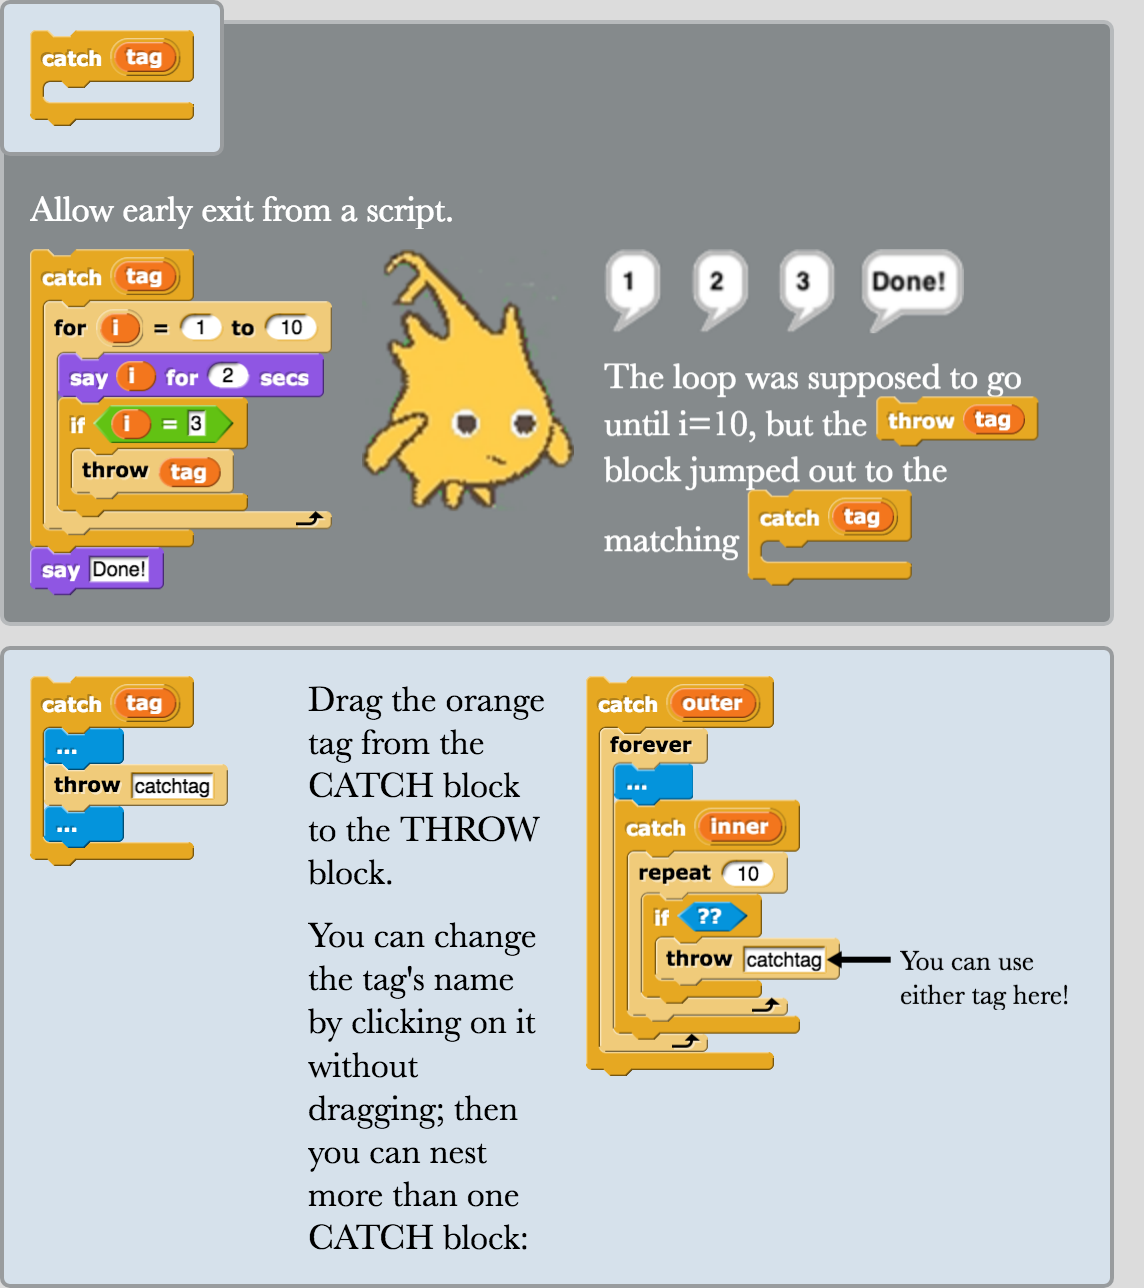 catch tag
Allow early exit from a script.
catch tag
for i = 1 to 10
say i for 2 secs
if i = 3
throw tag
say Done!
1 2 3 Done!
The loop was supposed to go
until i=10, but the throw tag
block jumped out to the
matching catch tag
catch tag
...
throw catchtag
...
Drag the orange
tag from the
CATCH block
to the THROW
block.
You can change
the tag's name
by clicking on it
without
dragging; then
you can nest
more than one
CATCH block:
catch outer
forever
...
catch inner
repeat 10
if ??
throw catchtag
You can use
either tag here!